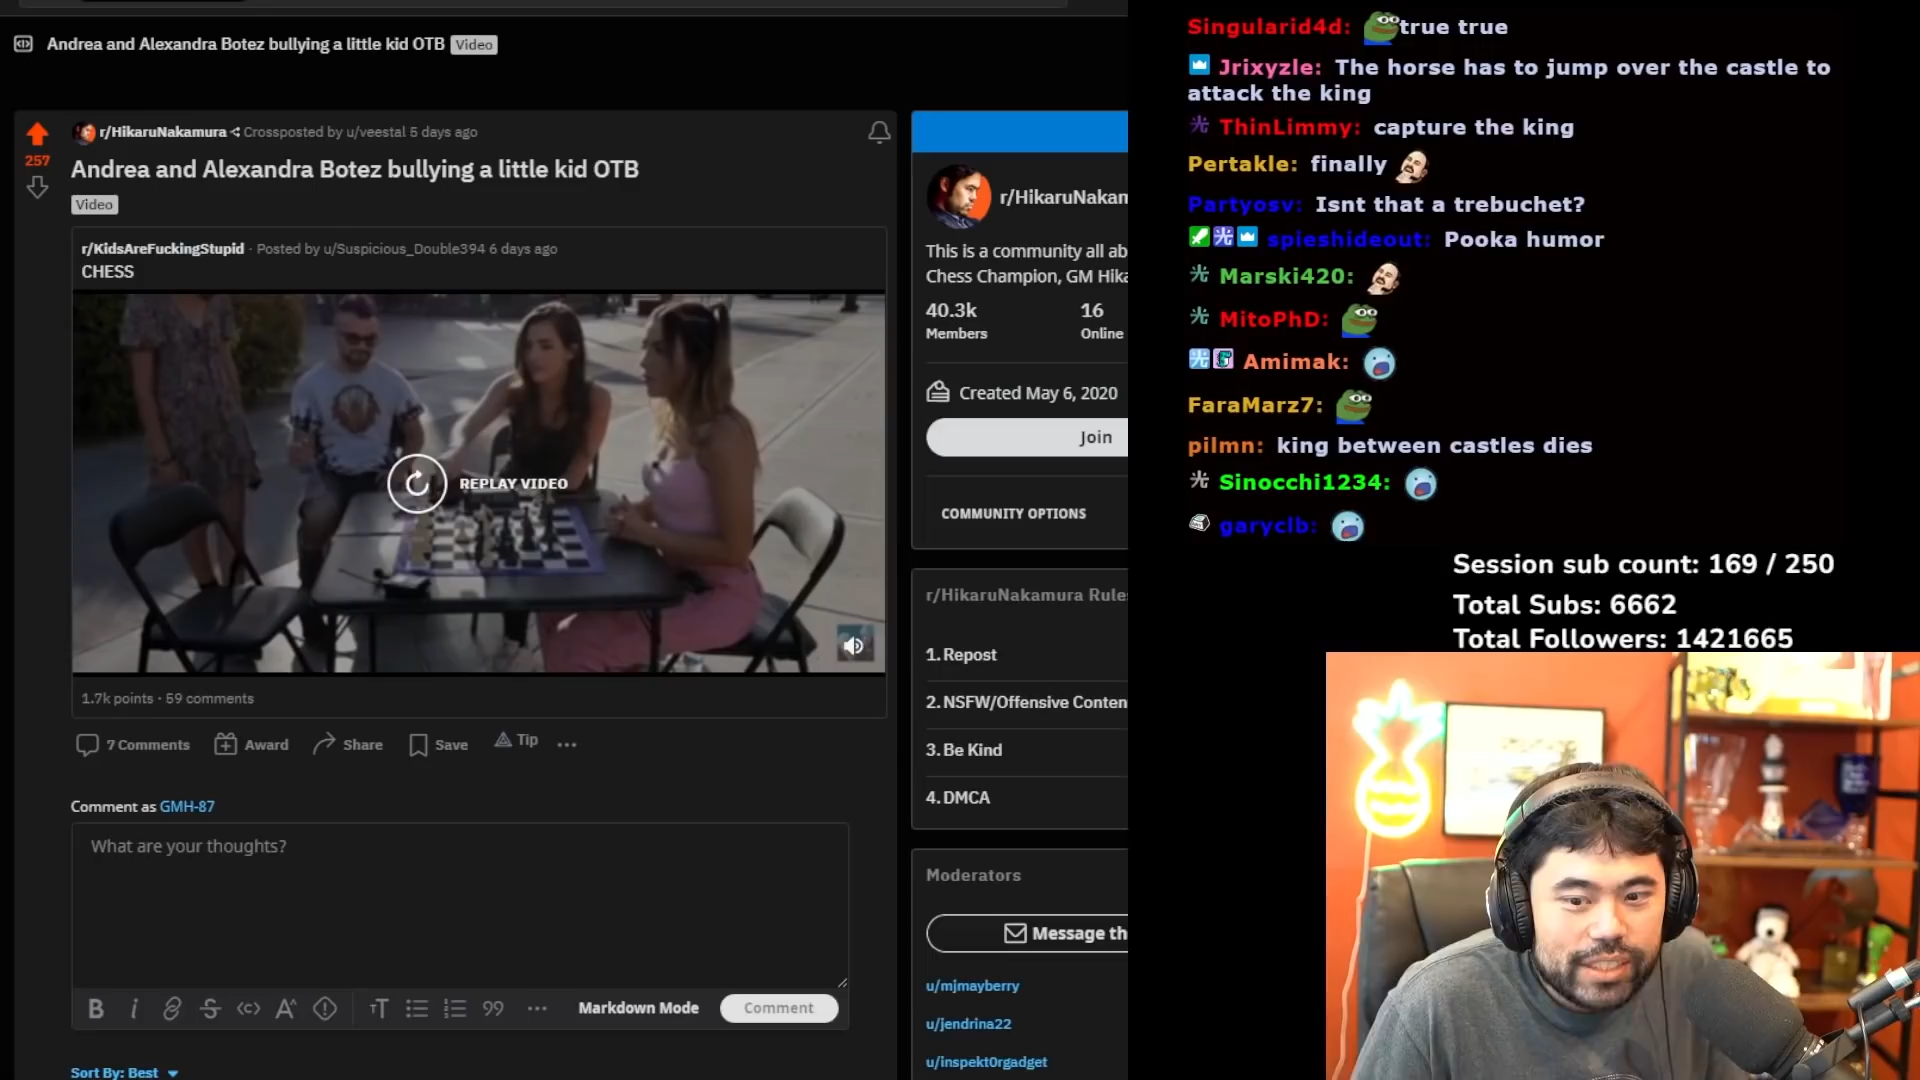 Andrea and Alexandra Botez bullying a little kid OTB Video
257
r/HikaruNakamura Crossposted by u/veestal 5 days ago
Andrea and Alexandra Botez bullying a little kid OTB
Video
r/KidsAreFuckingStupid · Posted by u/Suspicious_Double394 6 days ago
CHESS
REPLAY VIDEO
1.7k points · 59 comments
7 Comments Award Share Save Tip
Comment as GMH-87
What are your thoughts?
Markdown Mode Comment
Sort By: Best
r/HikaruNakam
This is a community all ab
Chess Champion, GM Hika
40.3k 16
Members Online
Created May 6, 2020
Join
COMMUNITY OPTIONS
r/HikaruNakamura Rules
1. Repost
2. NSFW/Offensive Conten
3. Be Kind
4. DMCA
Moderators
Message th
u/mjmayberry
u/jendrina22
u/inspekt0rgadget
Singularid4d: true true
Jrixyzle: The horse has to jump over the castle to
attack the king
ThinLimmy: capture the king
Pertakle: finally
Partyosv: Isnt that a trebuchet?
spieshideout: Pooka humor
Marski420:
MitoPhD:
Amimak:
FaraMarz7:
pilmn: king between castles dies
Sinocchi1234:
garyclb:
Session sub count: 169 / 250
Total Subs: 6662
Total Followers: 1421665